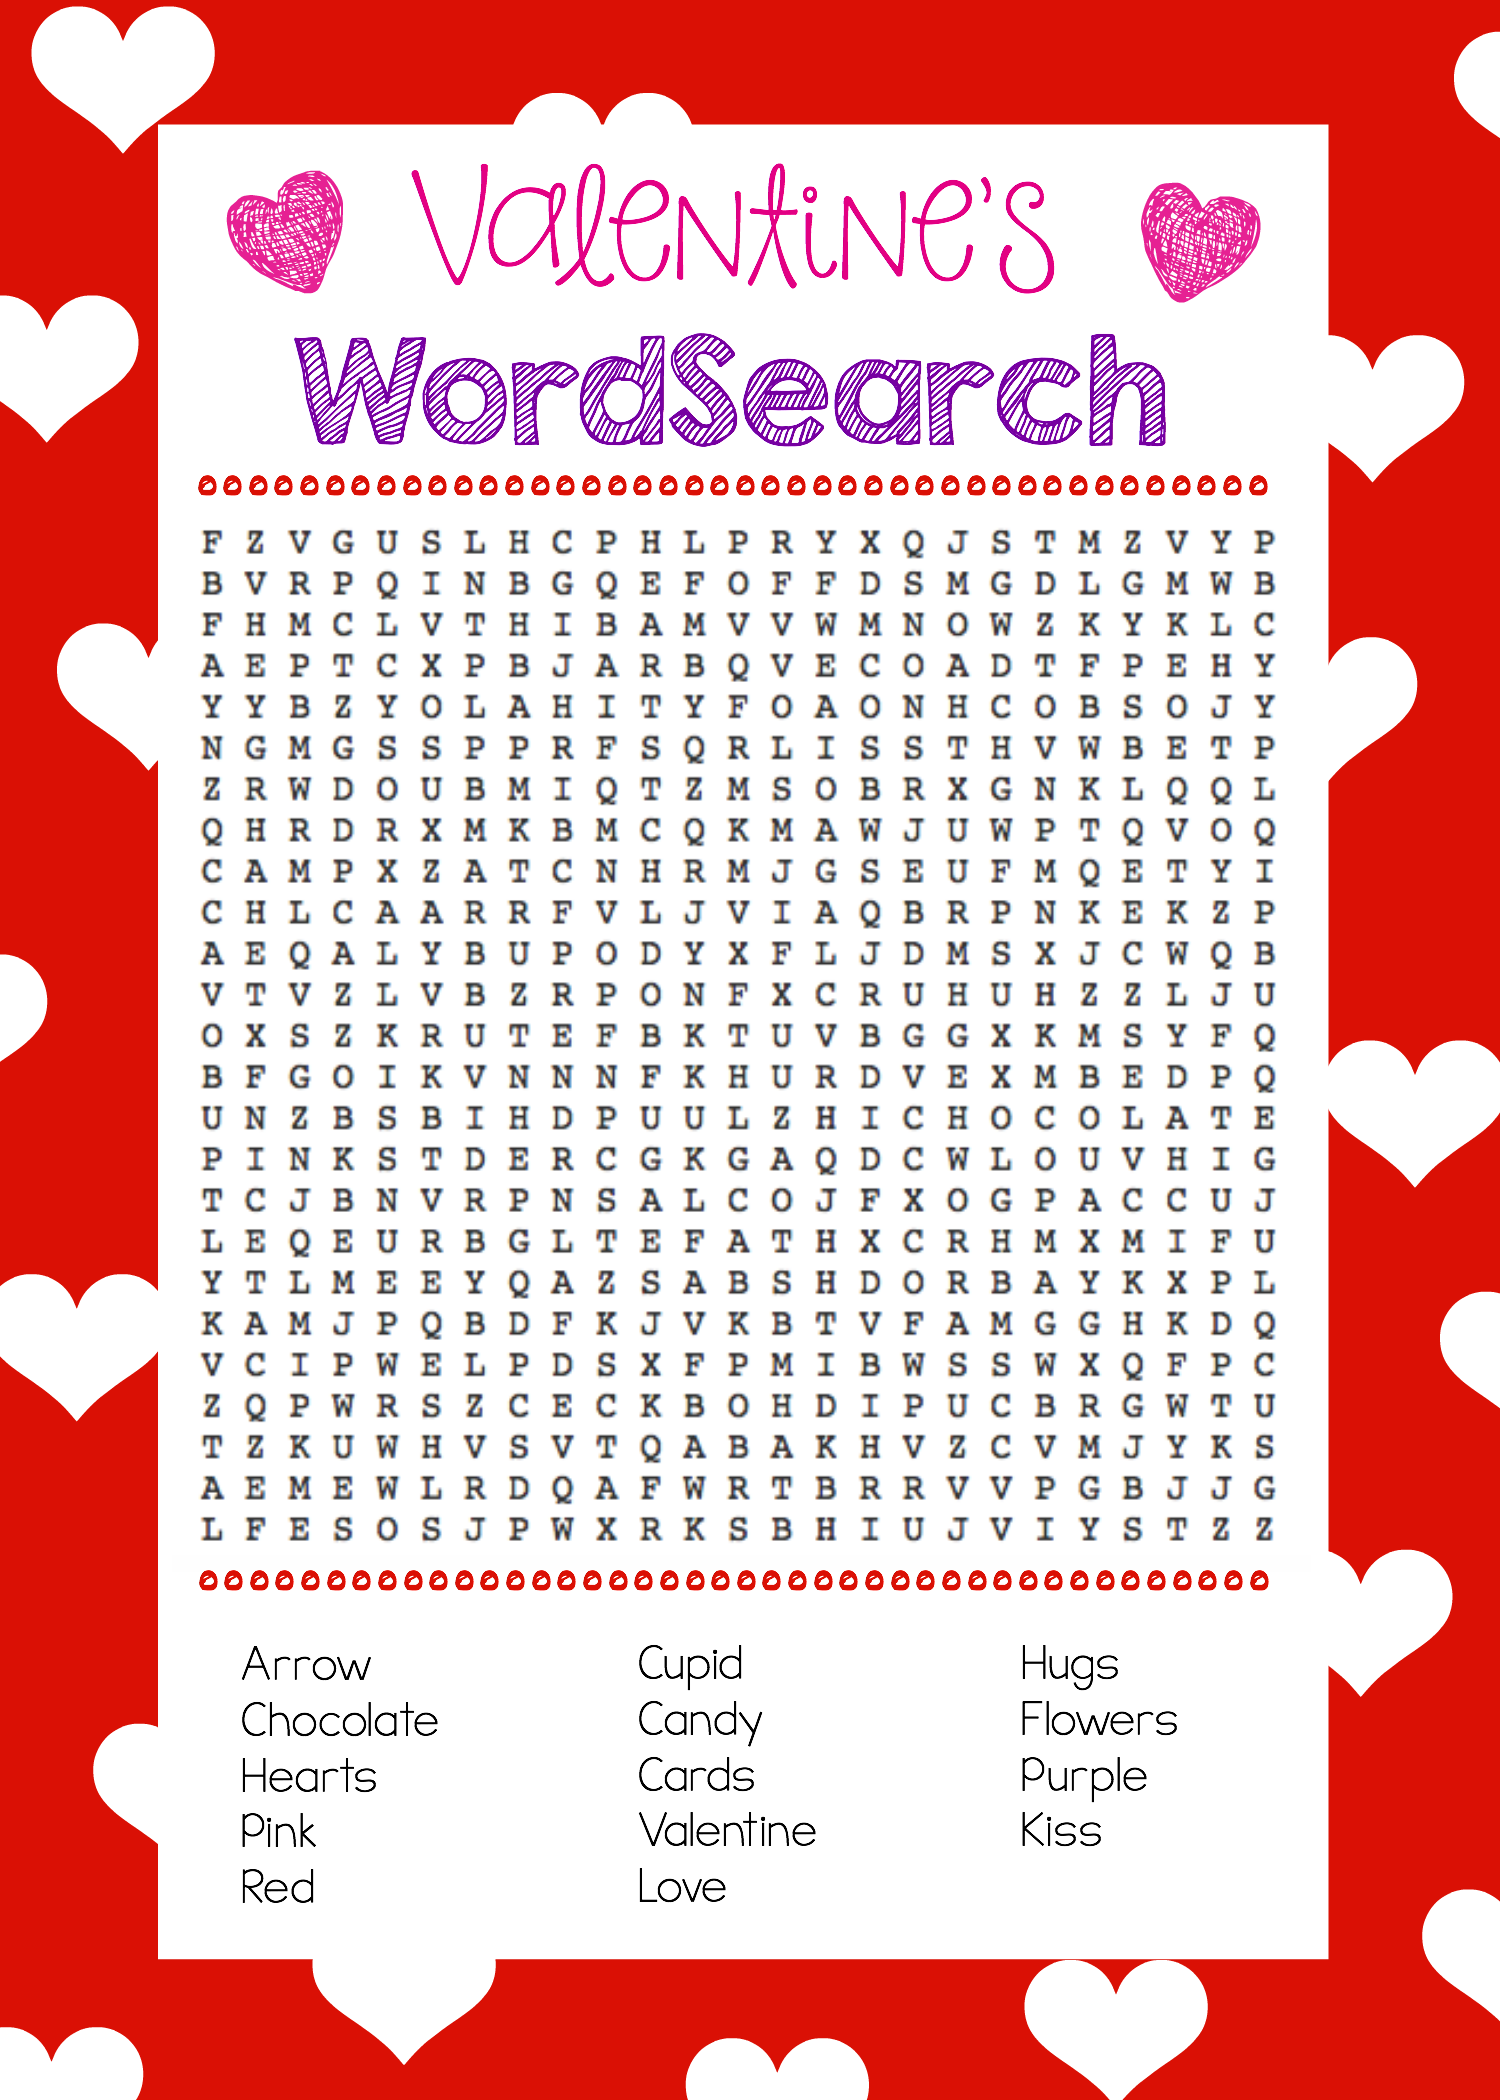 Valentine's
WordSearch
F Z V G U S L H C P H L P R Y X Q J S T M Z V Y P
B V R P Q I N B G Q E F O F F D S M G D L G M W B
F H M C L V T H I B A M V V W M N O W Z K Y K L C
A E P T C X P B J A R B Q V E C O A D T F P E H Y
Y Y B Z Y O L A H I T Y F O A O N H C O B S O J Y
N G M G S S P P R F S Q R L I S S T H V W B E T P
Z R W D O U B M I Q T Z M S O B R X G N K L Q Q L
Q H R D R X M K B M C Q K M A W J U W P T Q V O Q
C A M P X Z A T C N H R M J G S E U F M Q E T Y I
C H L C A A R R F V L J V I A Q B R P N K E K Z P
A E Q A L Y B U P O D Y X F L J D M S X J C W Q B
V T V Z L V B Z R P O N F X C R U H U H Z Z L J U
O X S Z K R U T E F B K T U V B G G X K M S Y F Q
B F G O I K V N N N F K H U R D V E X M B E D P Q
U N Z B S B I H D P U U L Z H I C H O C O L A T E
P I N K S T D E R C G K G A Q D C W L O U V H I G
T C J B N V R P N S A L C O J F X O G P A C C U J
L E Q E U R B G L T E F A T H X C R H M X M I F U
Y T L M E E Y Q A Z S A B S H D O R B A Y K X P L
K A M J P Q B D F K J V K B T V F A M G G H K D Q
V C I P W E L P D S X F P M I B W S S W X Q F P C
Z Q P W R S Z C E C K B O H D I P U C B R G W T U
T Z K U W H V S V T Q A B A K H V Z C V M J Y K S
A E M E W L R D Q A F W R T B R R V V P G B J J G
L F E S O S J P W X R K S B H I U J V I Y S T Z Z
Arrow
Chocolate
Hearts
Pink
Red
Cupid
Candy
Cards
Valentine
Love
Hugs
Flowers
Purple
Kiss